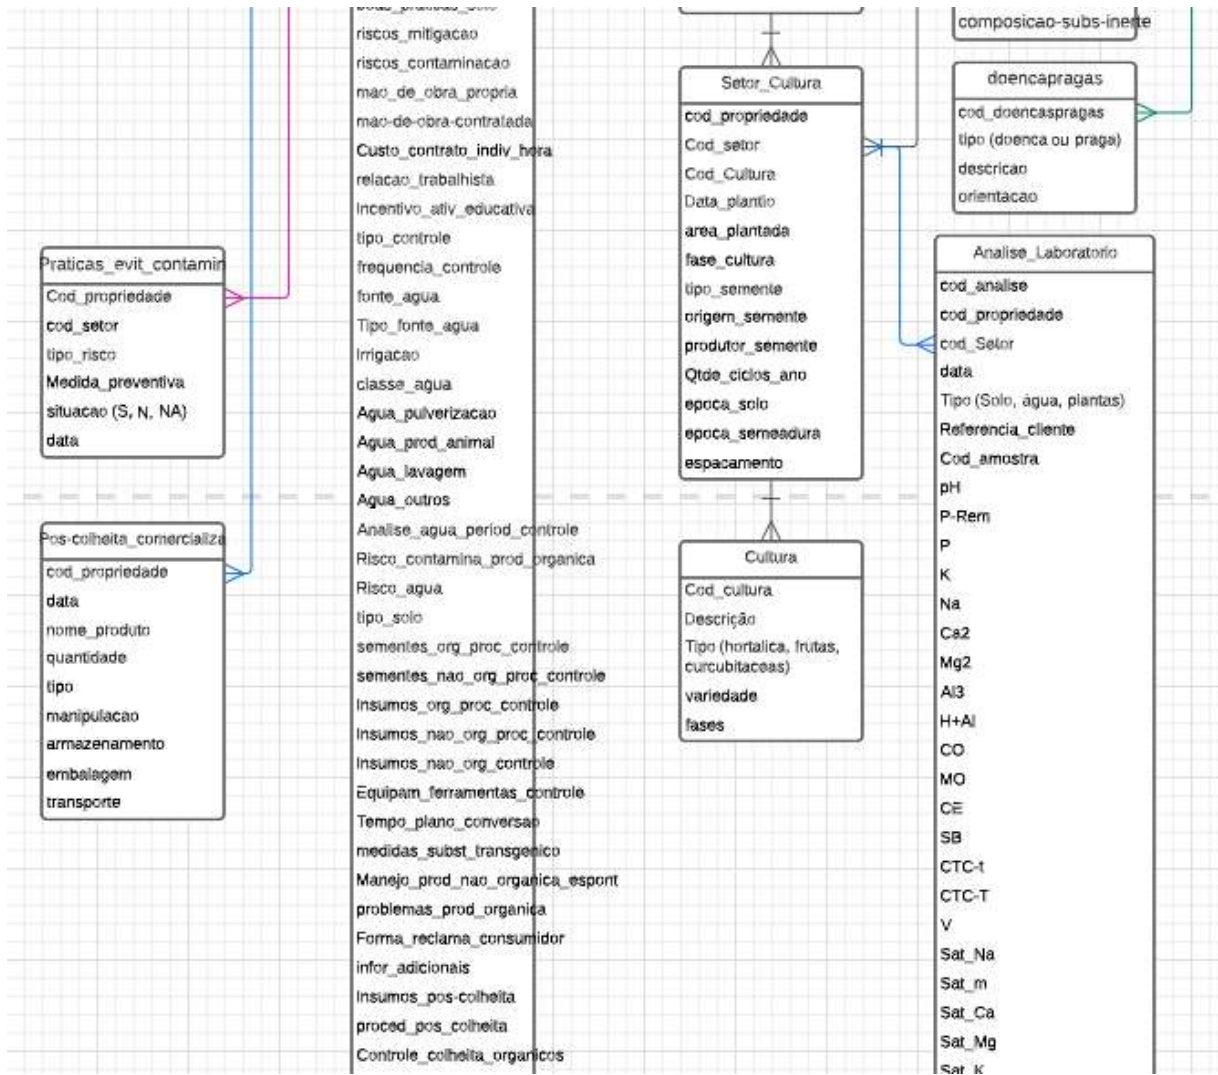 Praticas_evit_contamin
Cod_propriedade
cod_setor
tipo_risco
Medida_preventiva
situacao (S, N, NA)
data
Pos-colheita_comercializa
cod_propriedade
data
nome_produto
quantidade
tipo
manipulacao
armazenamento
embalagem
transporte
riscos_mitigacao
riscos_contaminacao
mao_de_obra_propria
mao-de-obra-contratada
Custo_contrato_indiv_hora
relacao_trabalhista
Incentivo_ativ_educativa
tipo_controle
frequencia_controle
fonte_agua
Tipo_fonte_agua
Irrigacao
classe_agua
Agua_pulverizacao
Agua_prod_animal
Agua_lavagem
Agua_outros
Analise_agua_period_controle
Risco_contamina_prod_organica
Risco_agua
tipo_solo
sementes_org_proc_controle
sementes_nao_org_proc_controle
Insumos_org_proc_controle
Insumos_nao_org_proc_controle
Insumos_nao_org_controle
Equipam_ferramentas_controle
Tempo_plano_conversao
medidas_subst_transgenico
Manejo_prod_nao_organica_espont
problemas_prod_organica
Forma_reclama_consumidor
infor_adicionais
Insumos_pos-colheita
proced_pos_colheita
Controle_colheita_organicos
Setor_Cultura
cod_propriedade
Cod_setor
Cod_Cultura
Data_plantio
area_plantada
fase_cultura
tipo_semente
origem_semente
produtor_semente
Qtde_ciclos_ano
epoca_solo
epoca_semeadura
espacamento
Cultura
Cod_cultura
Descrição
Tipo (hortalica, frutas,
curcubitaceas)
variedade
fases
composicao-subs-inerte
doencapragas
cod_doencaspragas
tipo (doenca ou praga)
descricao
orientacao
Analise_Laboratorio
cod_analise
cod_propriedade
cod_Setor
data
Tipo (Solo, água, plantas)
Referencia_cliente
Cod_amostra
pH
P-Rem
P
K
Na
Ca2
Mg2
Al3
H+Al
CO
MO
CE
SB
CTC-t
CTC-T
V
Sat_Na
Sat_m
Sat_Ca
Sat_Mg
Sat_K